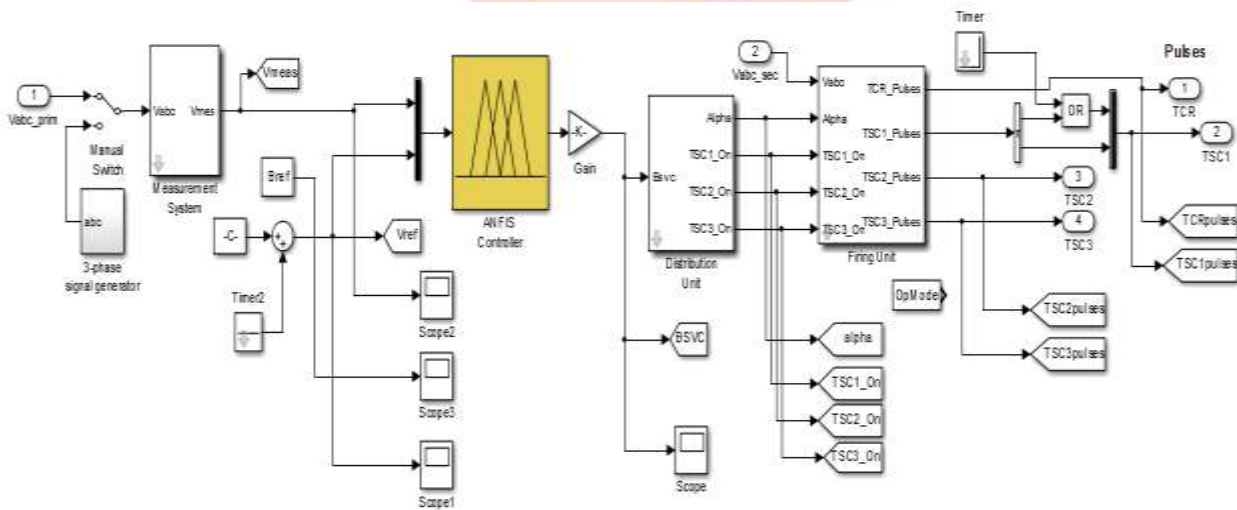 1
Vabc_prim
Manual
Switch
abc
3-phase
signal generator
Vabc
Vmes
Measurement
System
Vmeas
Bref
-C-
Timer2
Vref
Scope2
Scope3
Scope1
ANFIS
Controller
-K-
Gain
Bsvc
Alpha
TSC1_On
TSC2_On
TSC3_On
Distribution
Unit
BSVC
Scope
2
Vabc_sec
Vabc
Alpha
TSC1_On
TSC2_On
TSC3_On
TCR_Pulses
TSC1_Pulses
TSC2_Pulses
TSC3_Pulses
Firing Unit
OpMode
alpha
TSC1_On
TSC2_On
TSC3_On
Timer
OR
Pulses
1
TCR
2
TSC1
3
TSC2
4
TSC3
TCRpulses
TSC1pulses
TSC2pulses
TSC3pulses